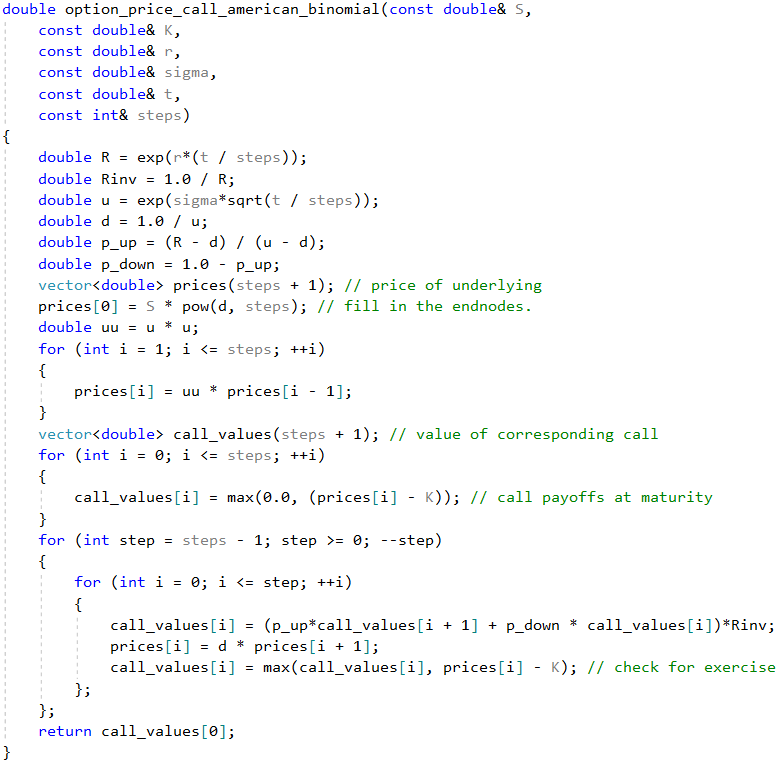 double option_price_call_american_binomial(const double& S,
    const double& K,
    const double& r,
    const double& sigma,
    const double& t,
    const int& steps)
{
    double R = exp(r*(t / steps));
    double Rinv = 1.0 / R;
    double u = exp(sigma*sqrt(t / steps));
    double d = 1.0 / u;
    double p_up = (R - d) / (u - d);
    double p_down = 1.0 - p_up;
    vector<double> prices(steps + 1); // price of underlying
    prices[0] = S * pow(d, steps); // fill in the endnodes.
    double uu = u * u;
    for (int i = 1; i <= steps; ++i)
    {
        prices[i] = uu * prices[i - 1];
    }
    vector<double> call_values(steps + 1); // value of corresponding call
    for (int i = 0; i <= steps; ++i)
    {
        call_values[i] = max(0.0, (prices[i] - K)); // call payoffs at maturity
    }
    for (int step = steps - 1; step >= 0; --step)
    {
        for (int i = 0; i <= step; ++i)
        {
            call_values[i] = (p_up*call_values[i + 1] + p_down * call_values[i])*Rinv;
            prices[i] = d * prices[i + 1];
            call_values[i] = max(call_values[i], prices[i] - K); // check for exercise
        };
    };
    return call_values[0];
}